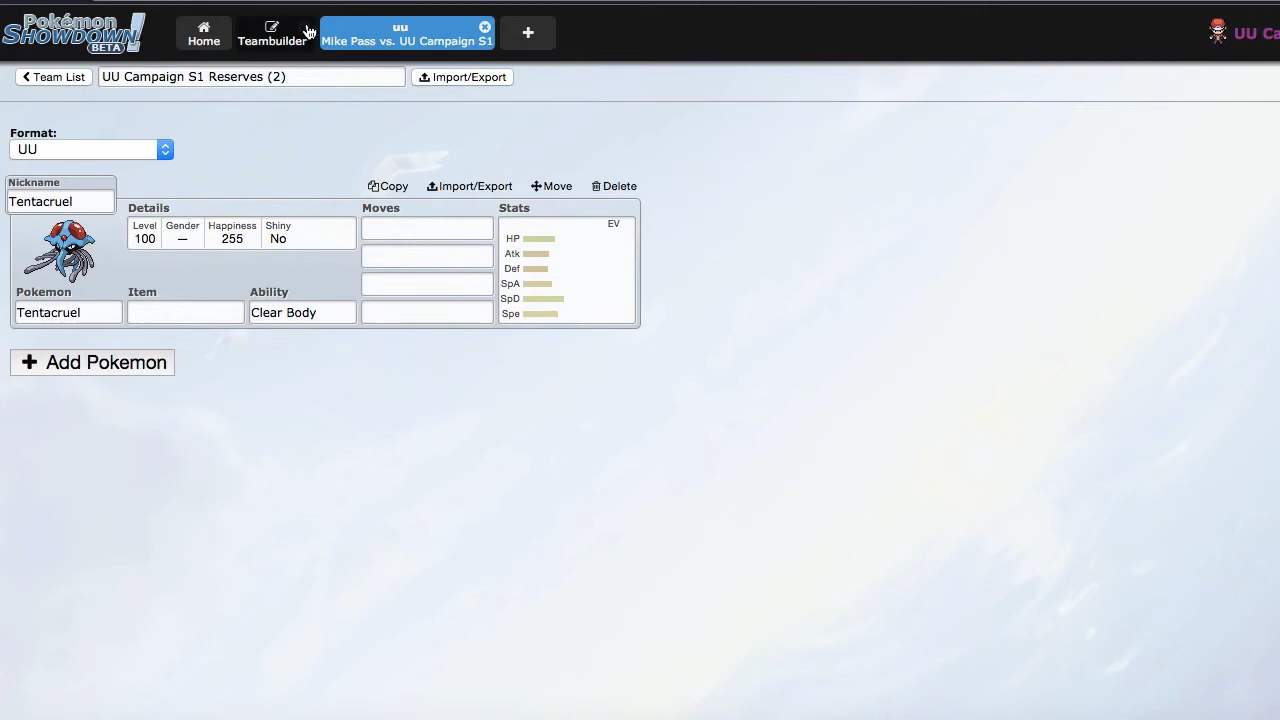 Pokémon
SHOWDOWN!
BETA
Home
Teambuilder
uu
Mike Pass vs. UU Campaign S1
UU Ca
Team List
UU Campaign S1 Reserves (2)
Import/Export
Format:
UU
Nickname
Tentacruel
Copy
Import/Export
Move
Delete
Details
Moves
Stats
Level
Gender
Happiness
Shiny
100
—
255
No
EV
HP
Atk
Def
SpA
SpD
Spe
Pokemon
Item
Ability
Tentacruel
Clear Body
+ Add Pokemon